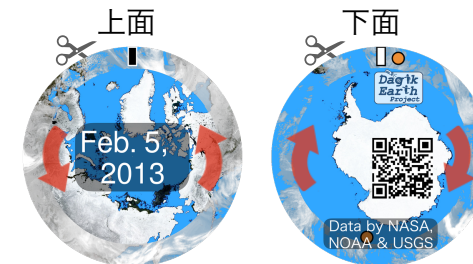 上面
下面
Feb. 5,
2013
Dagik
Earth
Project
Data by NASA,
NOAA & USGS